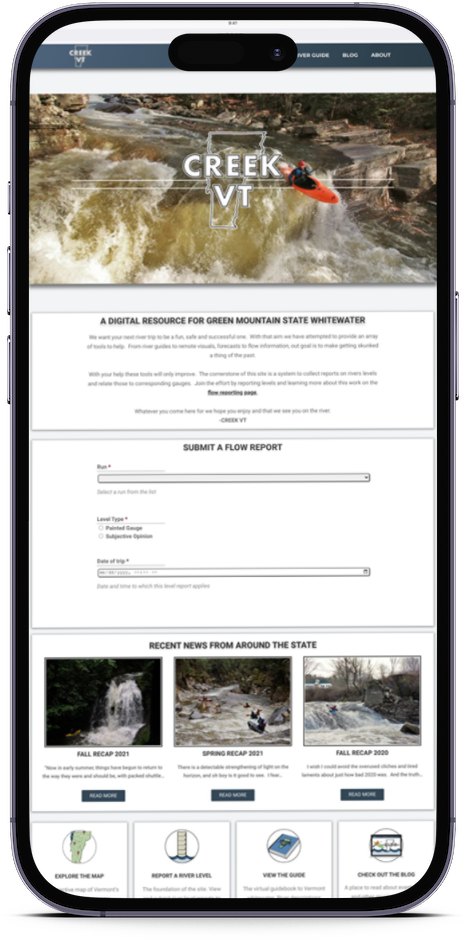 9:41
CREEK
VT
RIVER GUIDE BLOG ABOUT
CREEK
VT
A DIGITAL RESOURCE FOR GREEN MOUNTAIN STATE WHITEWATER
We want your next river trip to be a fun, safe and successful one. With that aim we have attempted to provide an array
of tools to help. From river guides to remote visuals, forecasts to flow information, out goal is to make getting skunked
a thing of the past.
With your help these tools will only improve. The cornerstone of this site is a system to collect reports on rivers levels
and relate those to corresponding gauges. Join the effort by reporting levels and learning more about this work on the
flow reporting page.
Whatever you come here for we hope you enjoy and that we see you on the river.
-CREEK VT
SUBMIT A FLOW REPORT
Run *
Select a run from the list
Level Type *
Painted Gauge
Subjective Opinion
Date of trip *
Date and time to which this level report applies
RECENT NEWS FROM AROUND THE STATE
FALL RECAP 2021 SPRING RECAP 2021 FALL RECAP 2020
"Now in early summer, things have begun to return to There is a detectable strengthening of light on the I wish I could avoid the overused cliches and tired
the way they were and should be, with packed shuttle... horizon, and oh boy is it good to see. I fear... laments about just how bad 2020 was. And the truth...
READ MORE READ MORE READ MORE
EXPLORE THE MAP REPORT A RIVER LEVEL VIEW THE GUIDE CHECK OUT THE BLOG
active map of Vermont's The foundation of the site. View The virtual guidebook to Vermont A place to read about